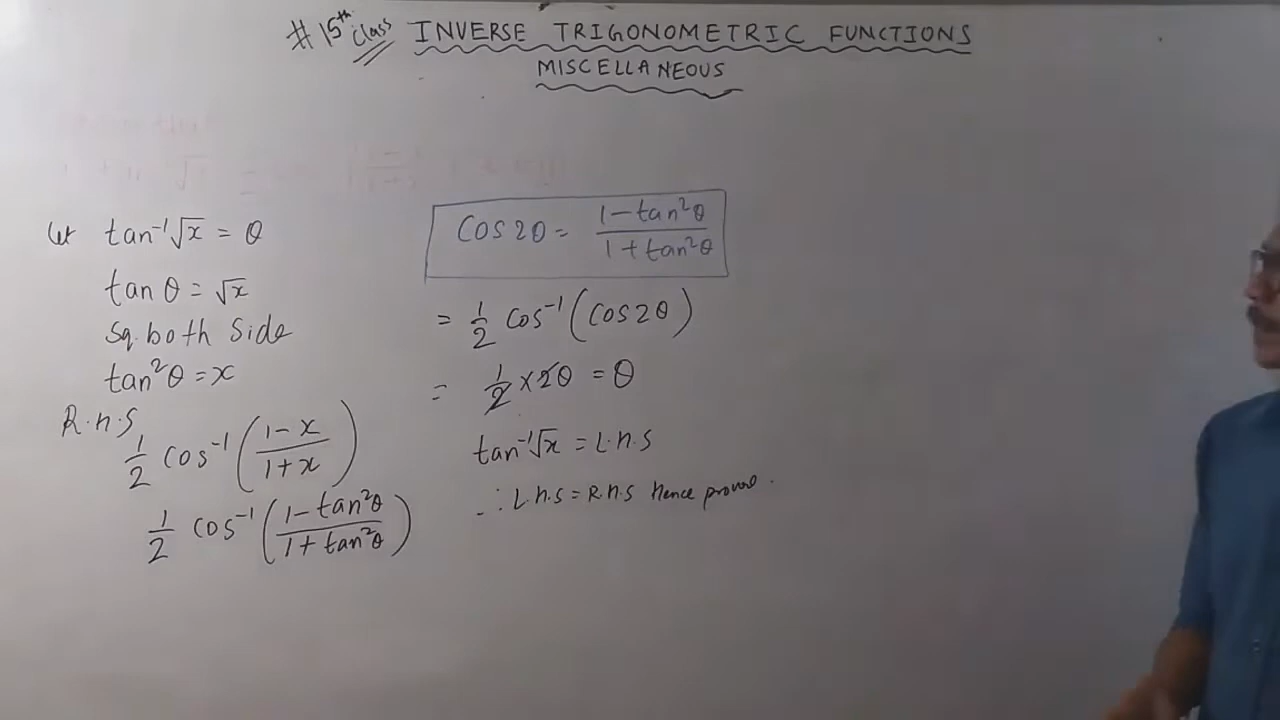 # 15th class INVERSE TRIGONOMETRIC FUNCTIONS
MISCELLANEOUS
let tan⁻¹√x = θ
tan θ = √x
Sq. both Side
tan²θ = x
R.H.S
1/2 cos⁻¹((1 - x)/(1 + x))
1/2 cos⁻¹((1 - tan²θ)/(1 + tan²θ))
Cos 2θ = (1 - tan²θ)/(1 + tan²θ)
= 1/2 cos⁻¹(cos 2θ)
= 1/2 × 2θ = θ
tan⁻¹√x = L.H.S
∴ L.H.S = R.H.S Hence